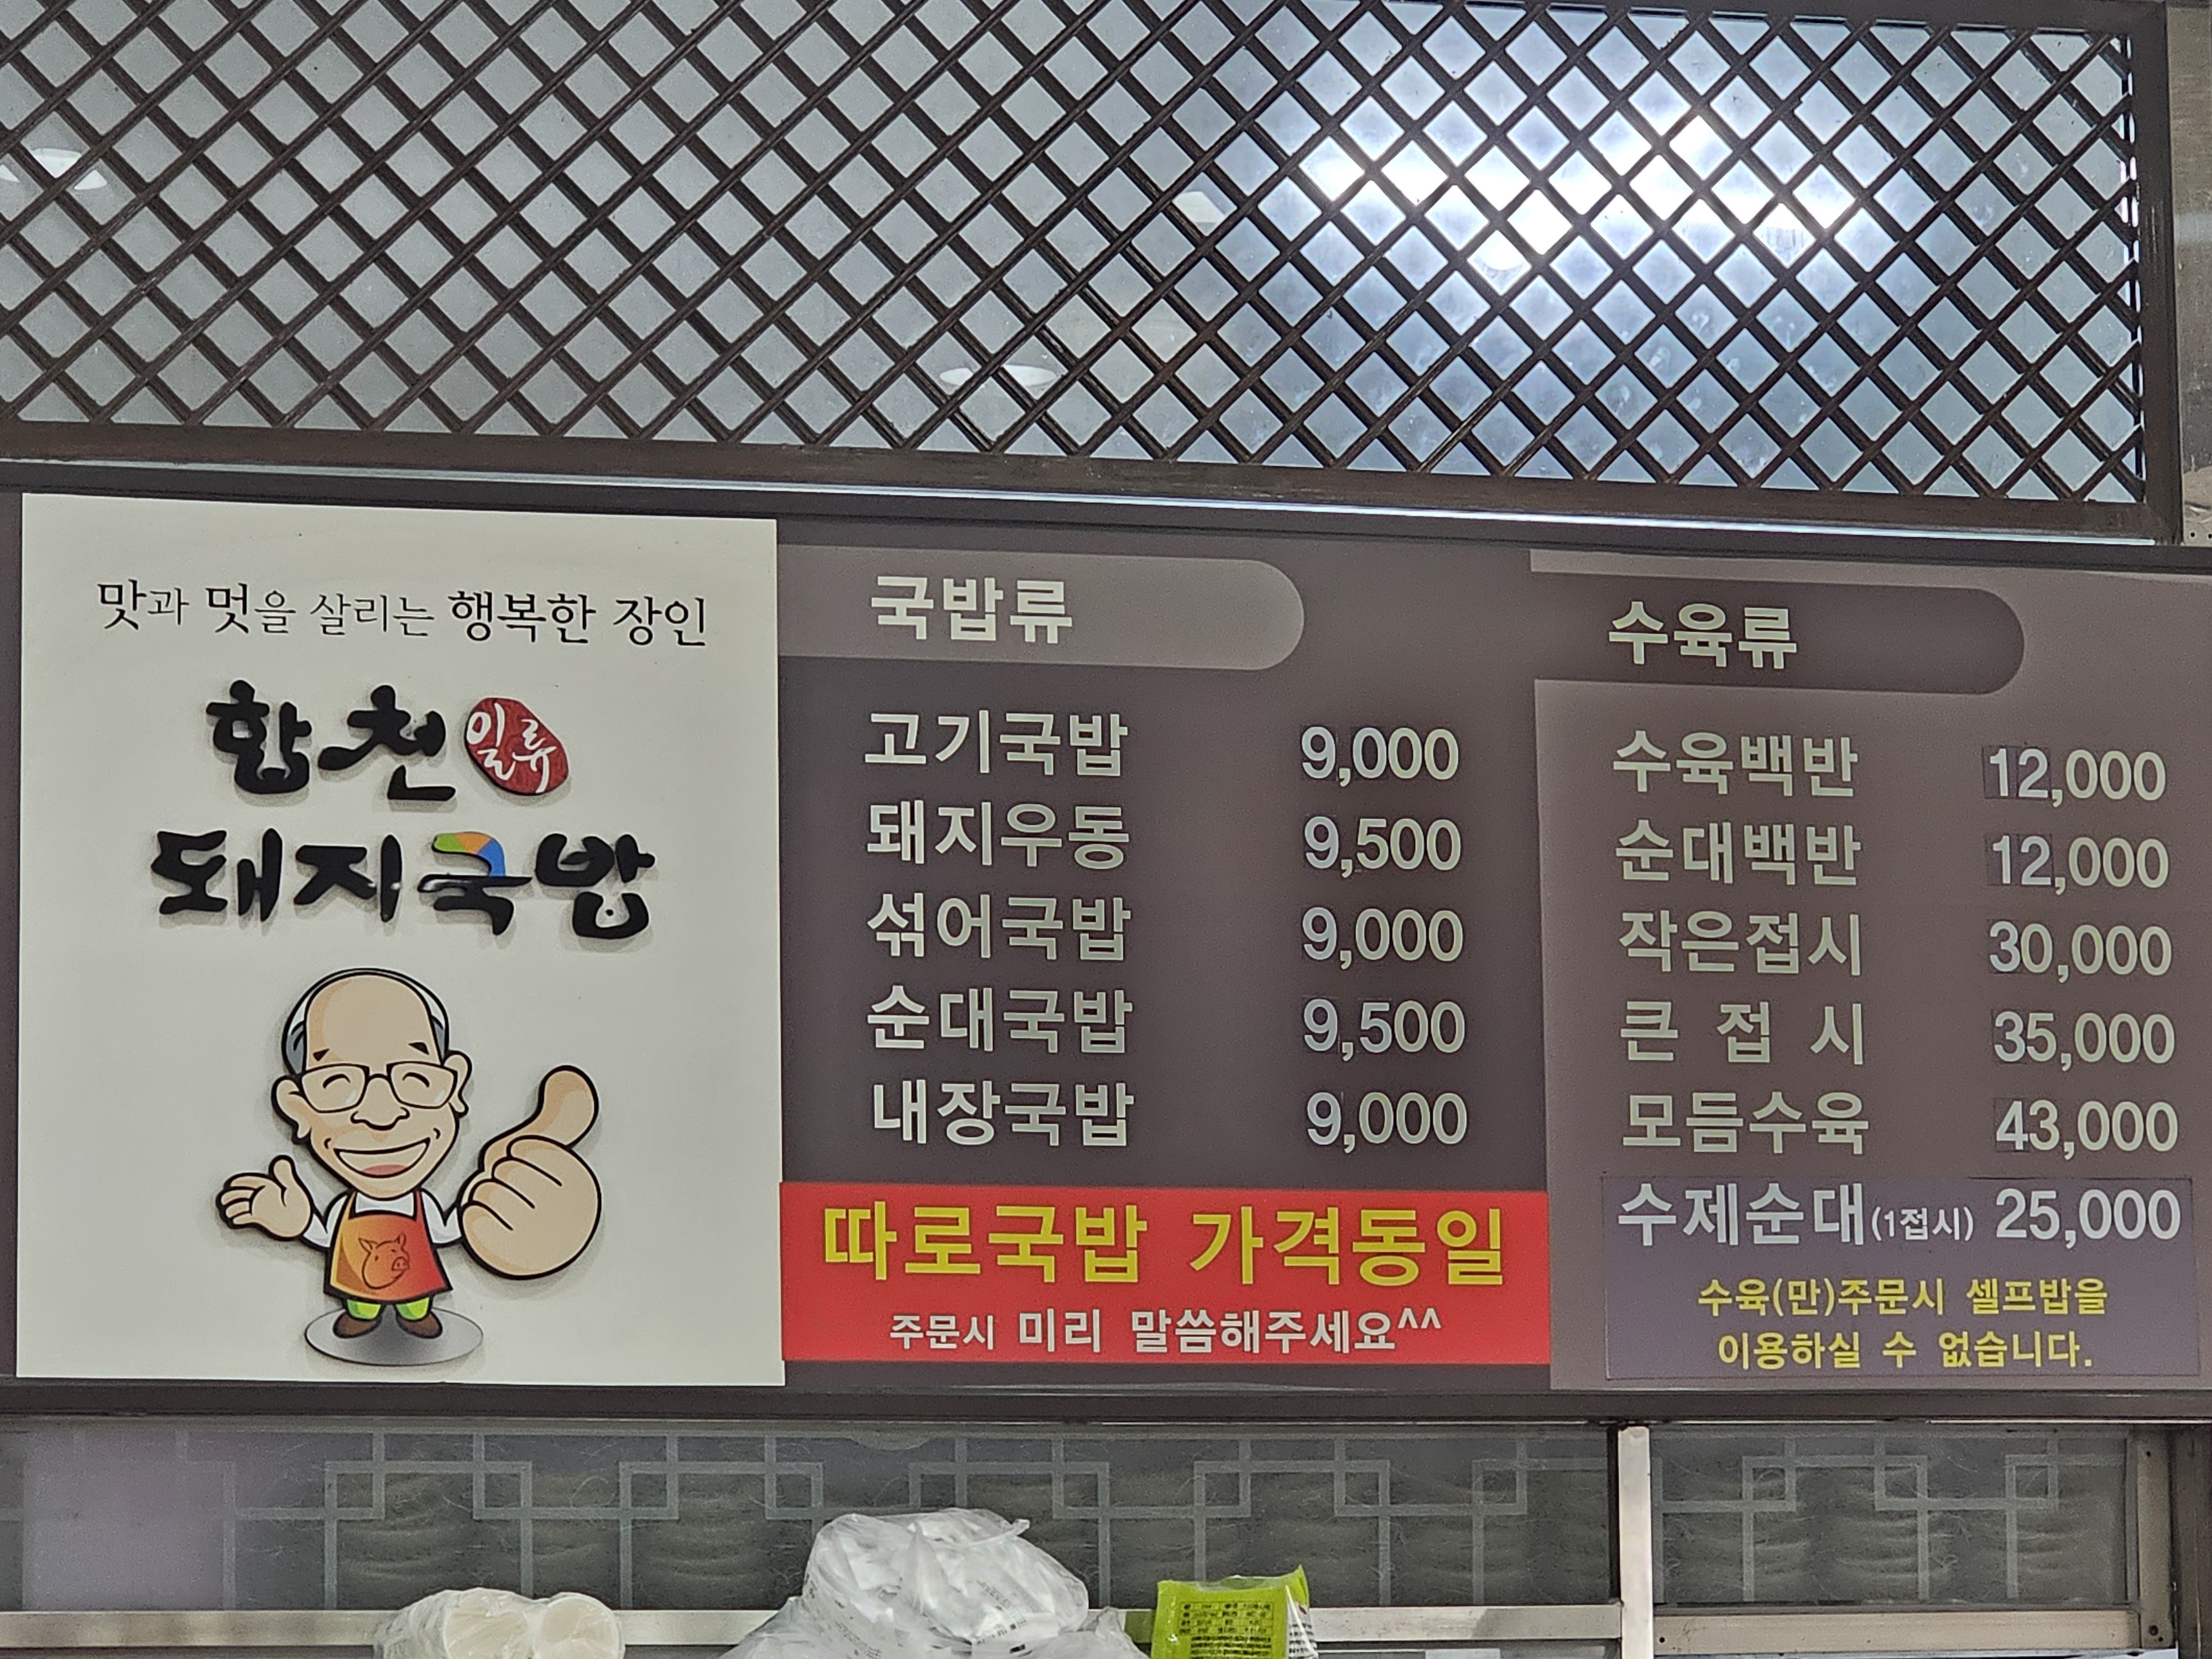 맛과 멋을 살리는 행복한 장인
합천일류
돼지국밥
국밥류
고기국밥 9,000
돼지우동 9,500
섞어국밥 9,000
순대국밥 9,500
내장국밥 9,000
따로국밥 가격동일
주문시 미리 말씀해주세요^^
수육류
수육백반 12,000
순대백반 12,000
작은접시 30,000
큰 접 시 35,000
모듬수육 43,000
수제순대(1접시) 25,000
수육(만)주문시 셀프밥을
이용하실 수 없습니다.